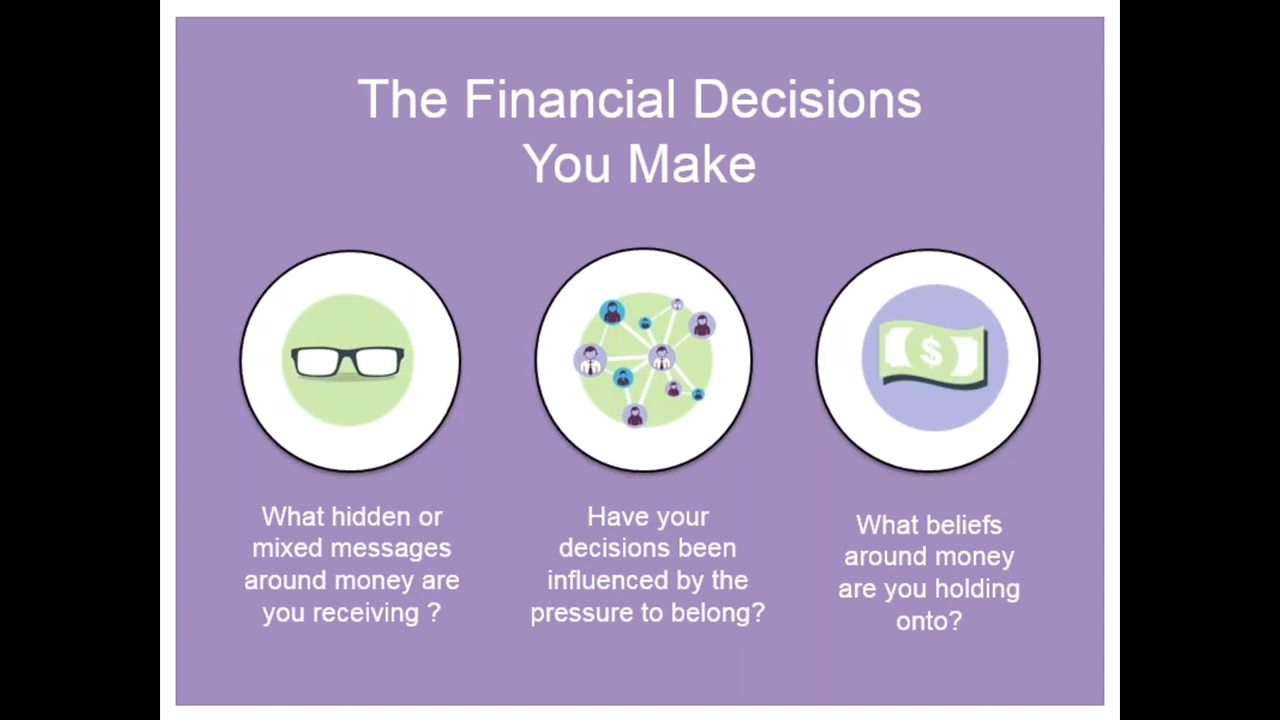 The Financial Decisions
You Make
$
What hidden or
mixed messages
around money are
you receiving ?
Have your
decisions been
influenced by the
pressure to belong?
What beliefs
around money
are you holding
onto?